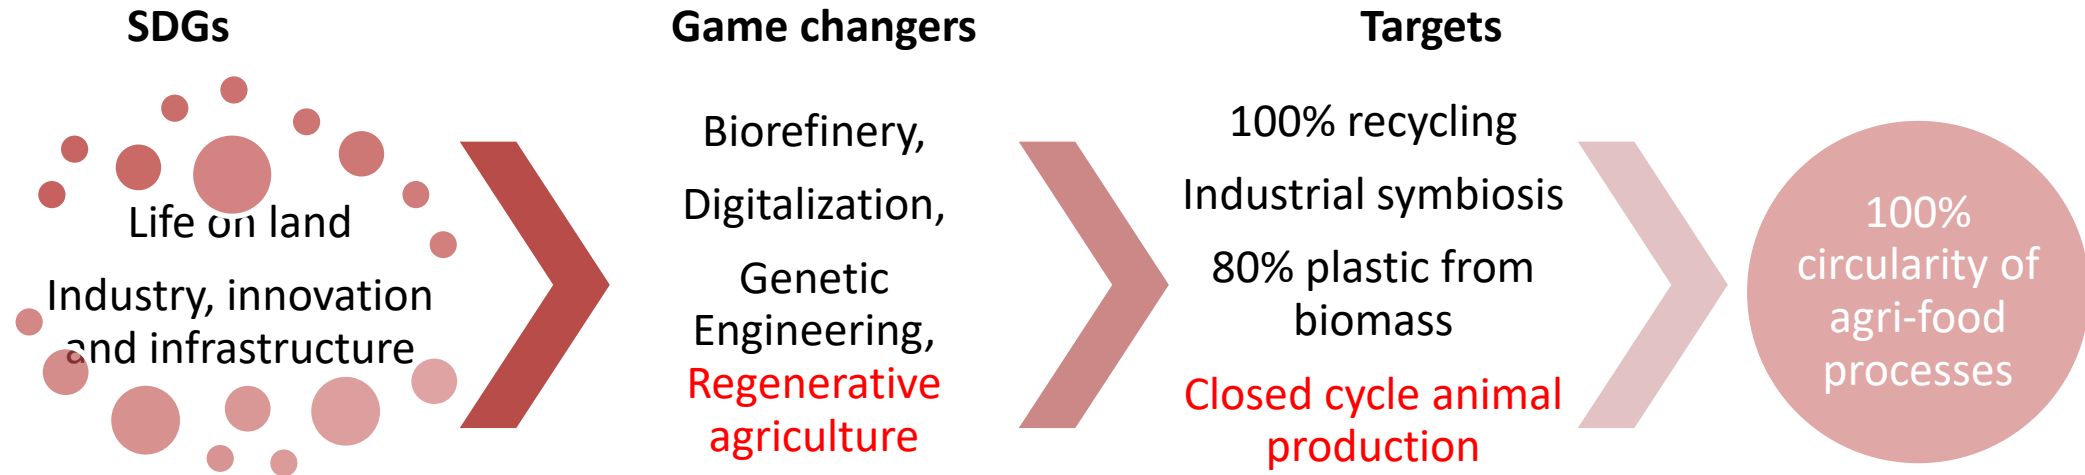 SDGs
Life on land
Industry, innovation
and infrastructure
Game changers
Biorefinery,
Digitalization,
Genetic
Engineering,
Regenerative
agriculture
Targets
100% recycling
Industrial symbiosis
80% plastic from
biomass
Closed cycle animal
production
100%
circularity of
agri-food
processes